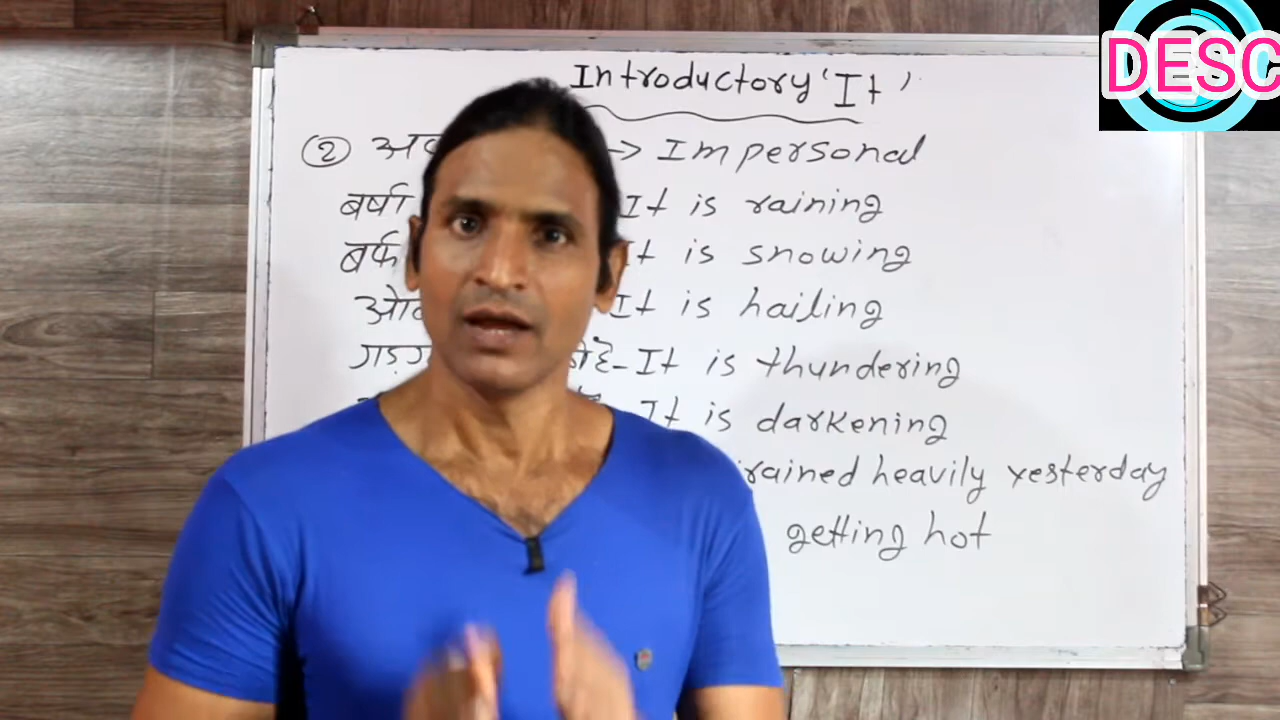 DESC
Introductory 'It'
② → Impersonal
बर्षा It is raining
बर्फ It is snowing
It is hailing
है-It is thundering
It is darkening
rained heavily yesterday
getting hot